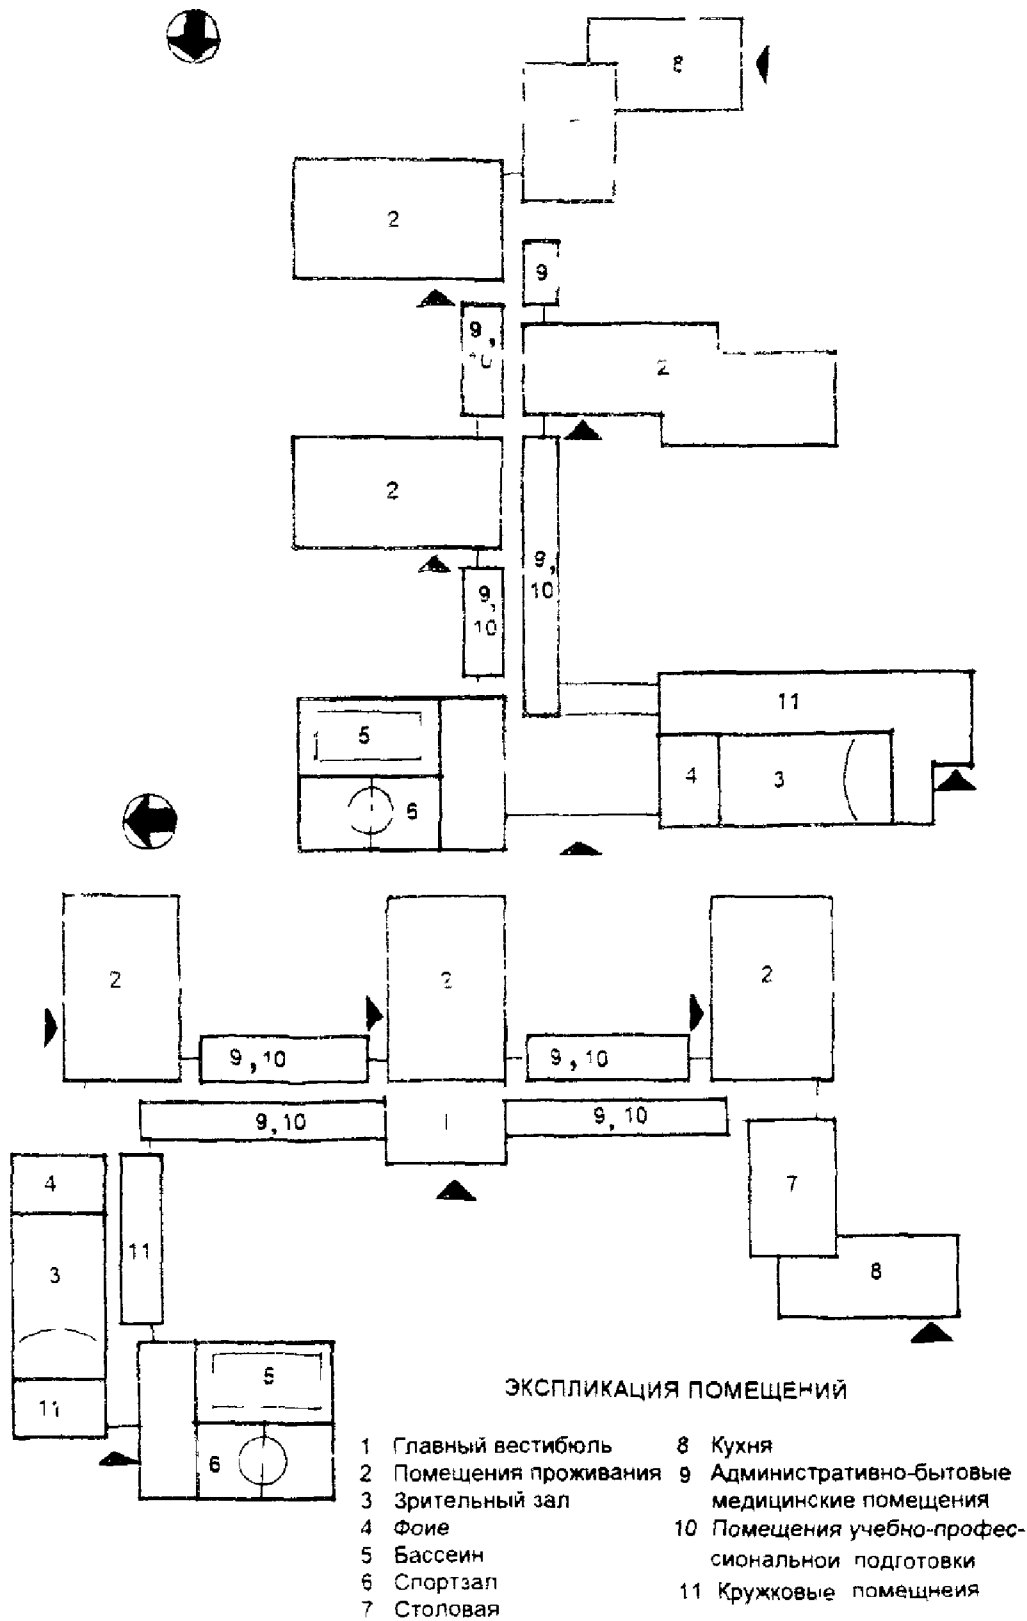 8
2
9
9,
10
2
2
9,
10
9,
10
11
5
4
3
6
2
2
2
9,10
9,10
9,10
1
9,10
4
7
11
3
8
5
11
6
ЭКСПЛИКАЦИЯ ПОМЕЩЕНИЙ
1 Главный вестибюль
2 Помещения проживания
3 Зрительный зал
4 Фоие
5 Бассеин
6 Спортзал
7 Столовая
8 Кухня
9 Административно-бытовые
медицинские помещения
10 Помещения учебно-профес-
сиональнои подготовки
11 Кружковые помещнеия